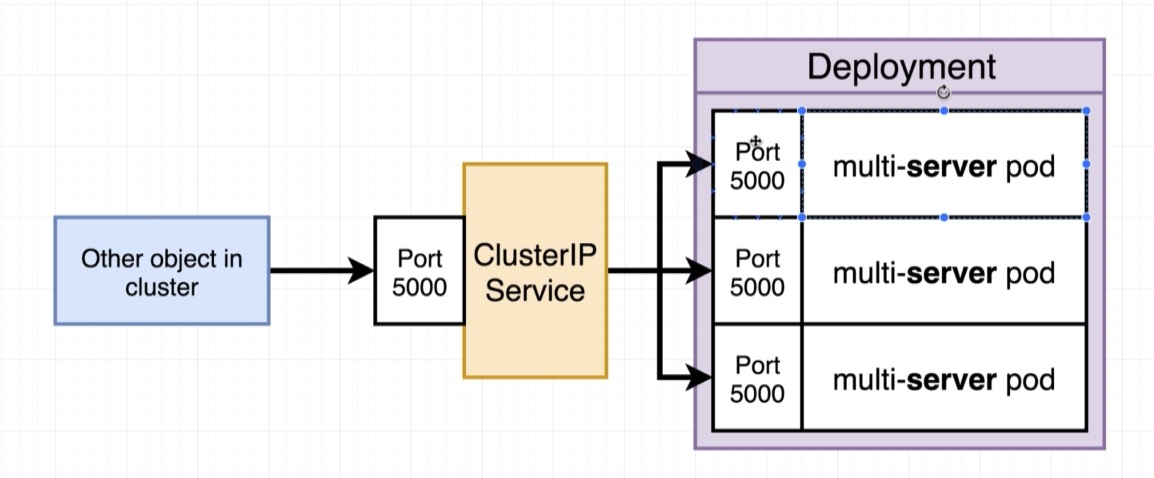 Deployment
Port
5000
multi-server pod
Other object in
cluster
Port
5000
ClusterIP
Service
Port
5000
multi-server pod
Port
5000
multi-server pod